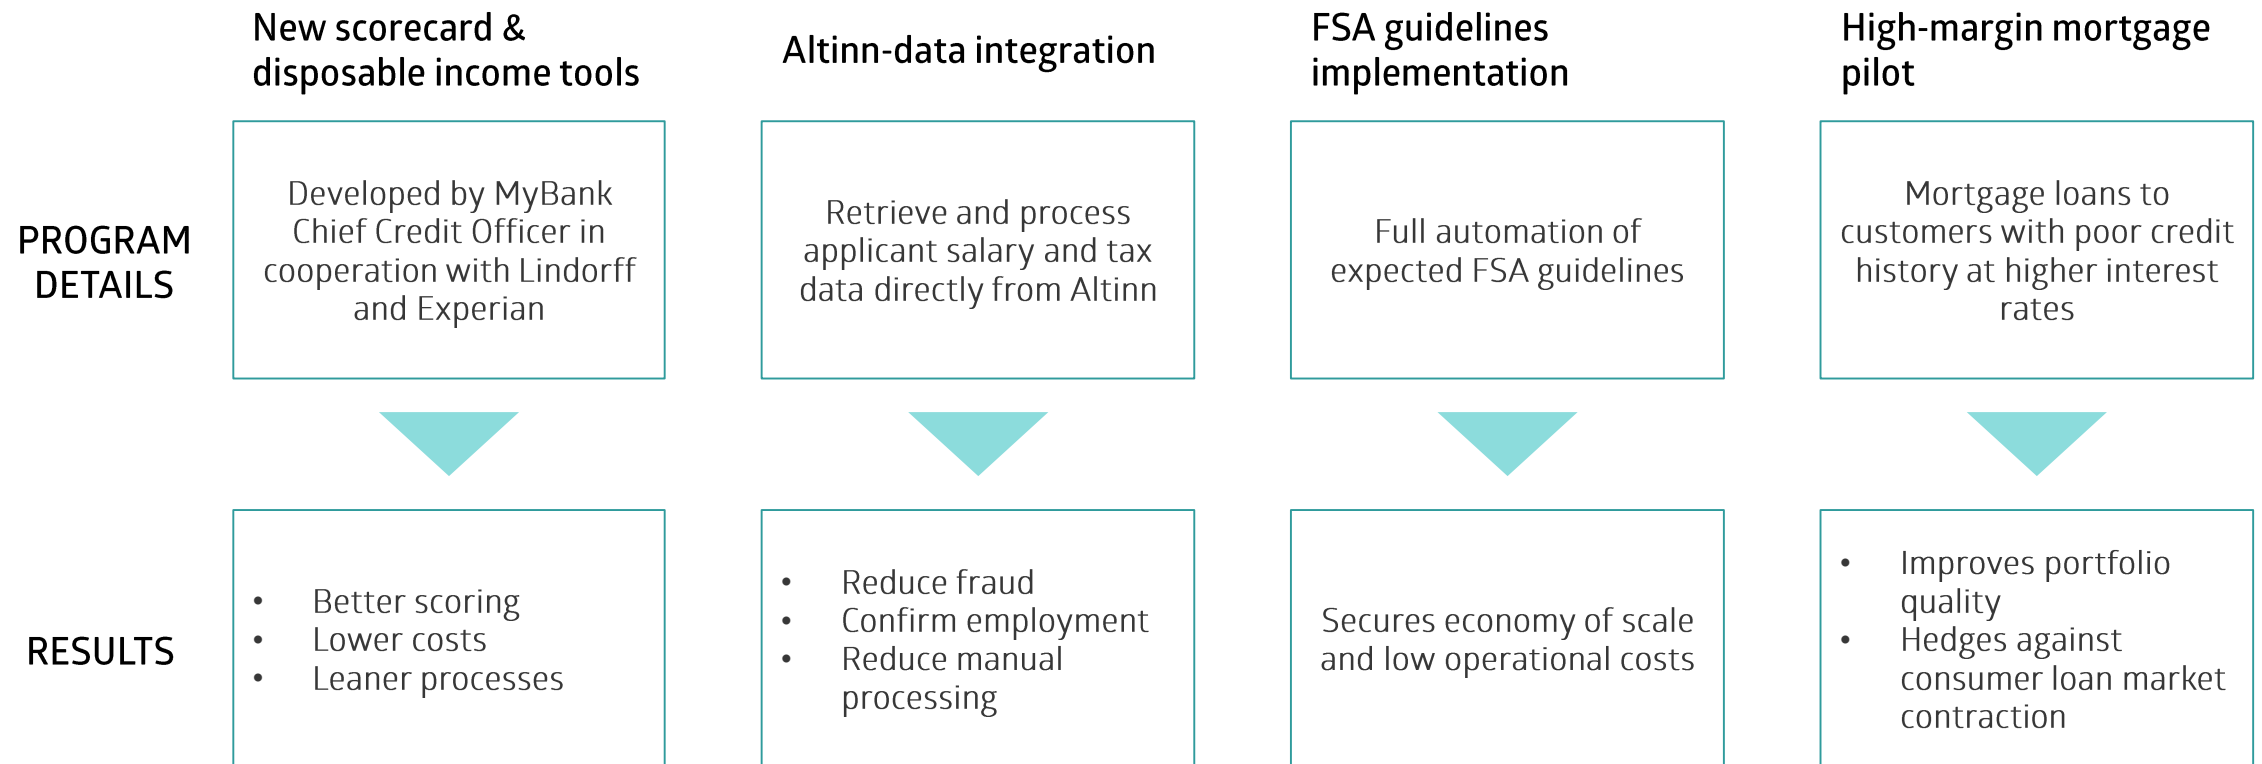 New scorecard &
disposable income tools
Altinn-data integration
FSA guidelines
implementation
High-margin mortgage
pilot
PROGRAM
DETAILS
Developed by MyBank
Chief Credit Officer in
cooperation with Lindorff
and Experian
Retrieve and process
applicant salary and tax
data directly from Altinn
Full automation of
expected FSA guidelines
Mortgage loans to
customers with poor credit
history at higher interest
rates
RESULTS
• Better scoring
• Lower costs
• Leaner processes
• Reduce fraud
• Confirm employment
• Reduce manual
processing
Secures economy of scale
and low operational costs
• Improves portfolio
quality
• Hedges against
consumer loan market
contraction